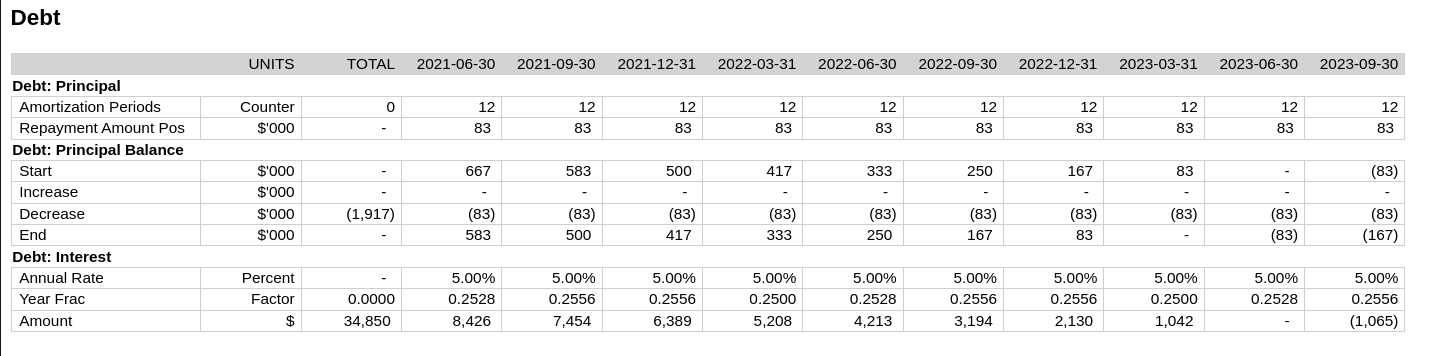 Debt
UNITS TOTAL 2021-06-30 2021-09-30 2021-12-31 2022-03-31 2022-06-30 2022-09-30 2022-12-31 2023-03-31 2023-06-30 2023-09-30
Debt: Principal
Amortization Periods Counter 0 12 12 12 12 12 12 12 12 12 12
Repayment Amount Pos $'000 - 83 83 83 83 83 83 83 83 83 83
Debt: Principal Balance
Start $'000 - 667 583 500 417 333 250 167 83 - (83)
Increase $'000 - - - - - - - - - - -
Decrease $'000 (1,917) (83) (83) (83) (83) (83) (83) (83) (83) (83) (83)
End $'000 - 583 500 417 333 250 167 83 - (83) (167)
Debt: Interest
Annual Rate Percent - 5.00% 5.00% 5.00% 5.00% 5.00% 5.00% 5.00% 5.00% 5.00% 5.00%
Year Frac Factor 0.0000 0.2528 0.2556 0.2556 0.2500 0.2528 0.2556 0.2556 0.2500 0.2528 0.2556
Amount $ 34,850 8,426 7,454 6,389 5,208 4,213 3,194 2,130 1,042 - (1,065)